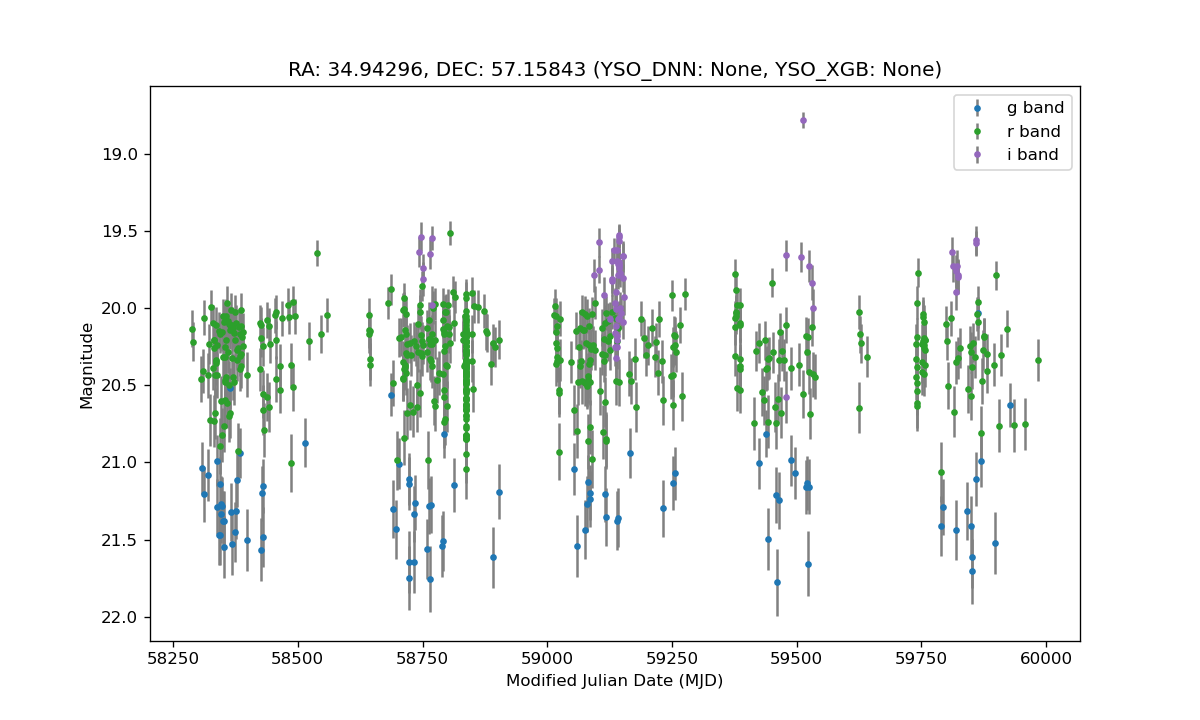 RA: 34.94296, DEC: 57.15843 (YSO_DNN: None, YSO_XGB: None)
g band
r band
i band
19.0
19.5
20.0
20.5
21.0
21.5
22.0
Magnitude
58250 58500 58750 59000 59250 59500 59750 60000
Modified Julian Date (MJD)